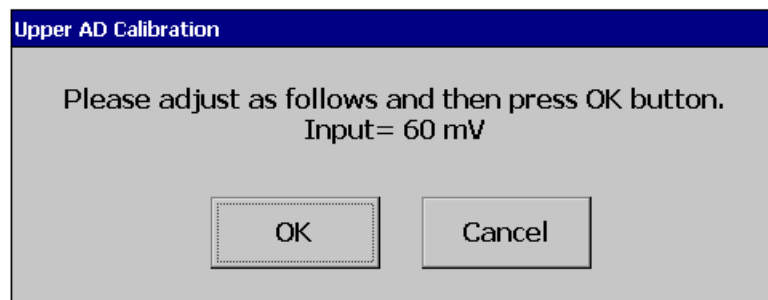 Upper AD Calibration
Please adjust as follows and then press OK button.
Input= 60 mV
OK
Cancel